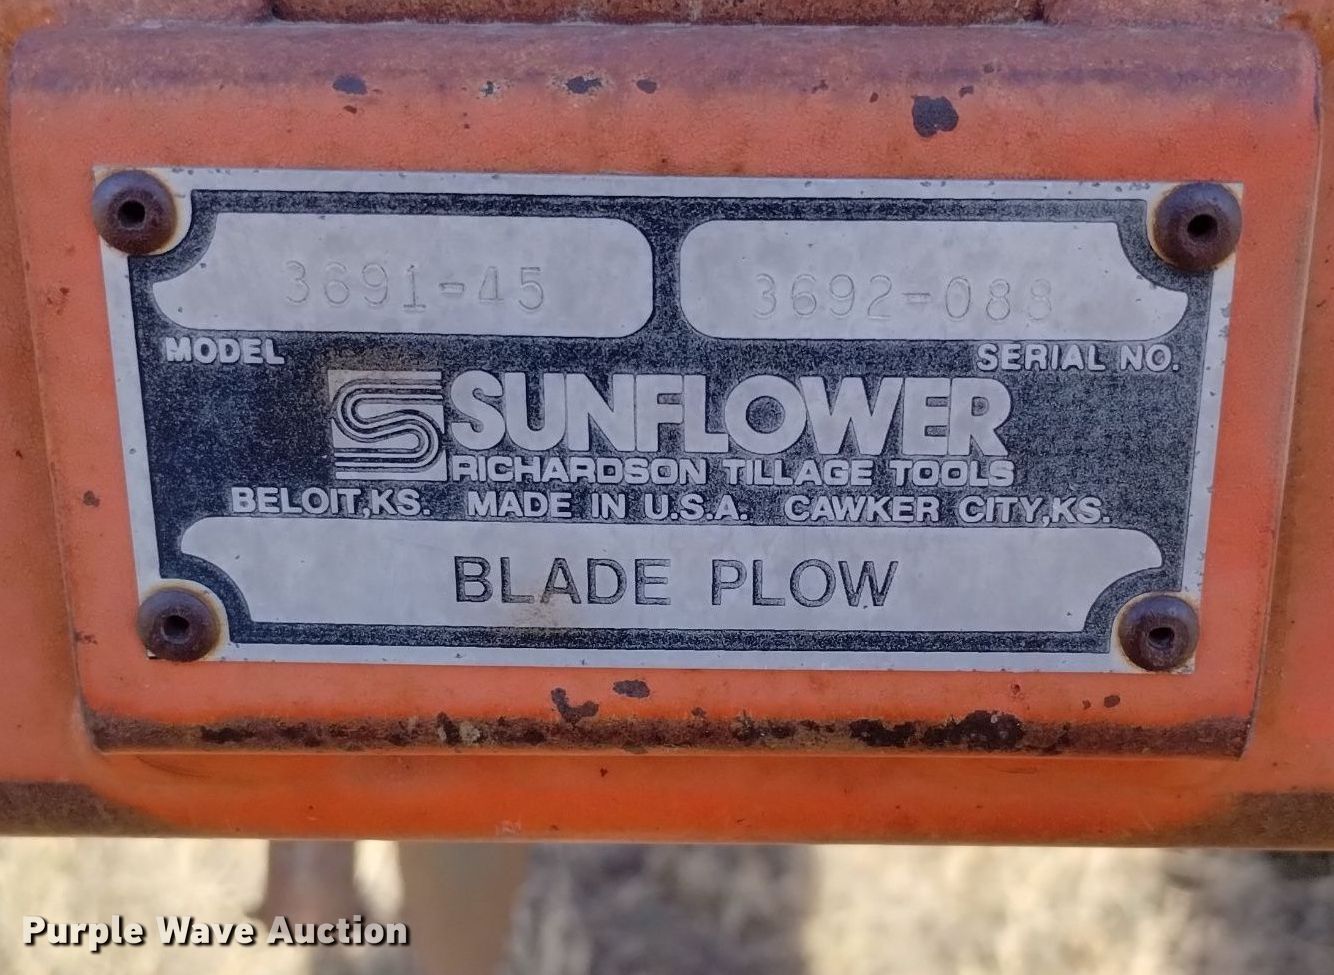 3691-45 3692-088
MODEL SERIAL NO.
SUNFLOWER
RICHARDSON TILLAGE TOOLS
BELOIT,KS. MADE IN U.S.A. CAWKER CITY,KS.
BLADE PLOW
Purple Wave Auction